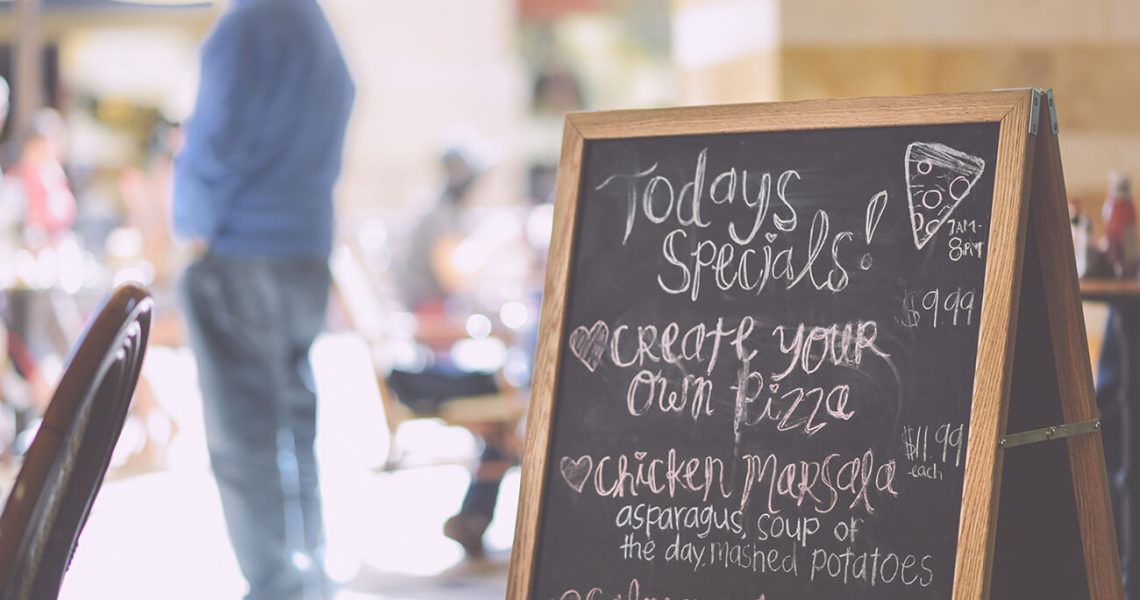 Todays
Specials!
7AM-
8PM
$9.99
create your
own pizza
$11.99
each
chicken Marsala
asparagus, soup of
the day, mashed potatoes